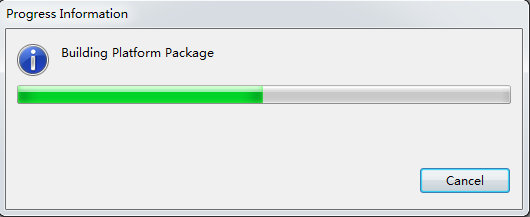 Progress Information
Building Platform Package
Cancel